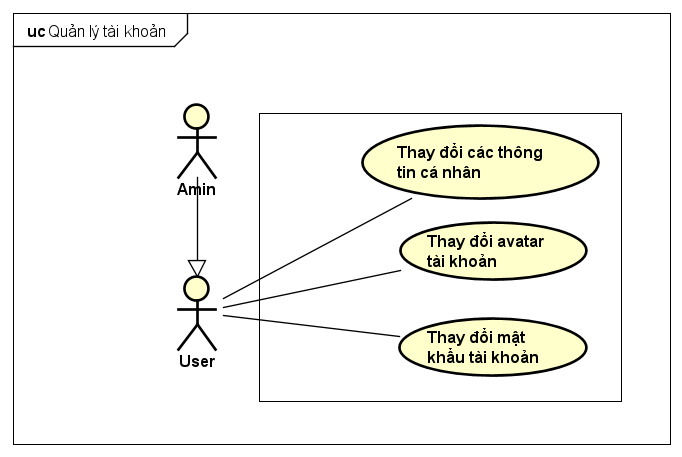 uc Quản lý tài khoản
Amin
User
Thay đổi các thông
tin cá nhân
Thay đổi avatar
tài khoản
Thay đổi mật
khẩu tài khoản